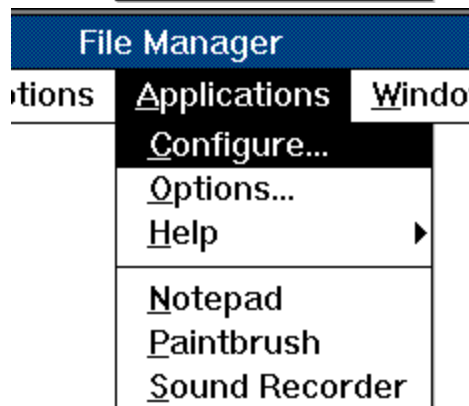 File Manager
tions Applications Windo
Configure...
Options...
Help
Notepad
Paintbrush
Sound Recorder